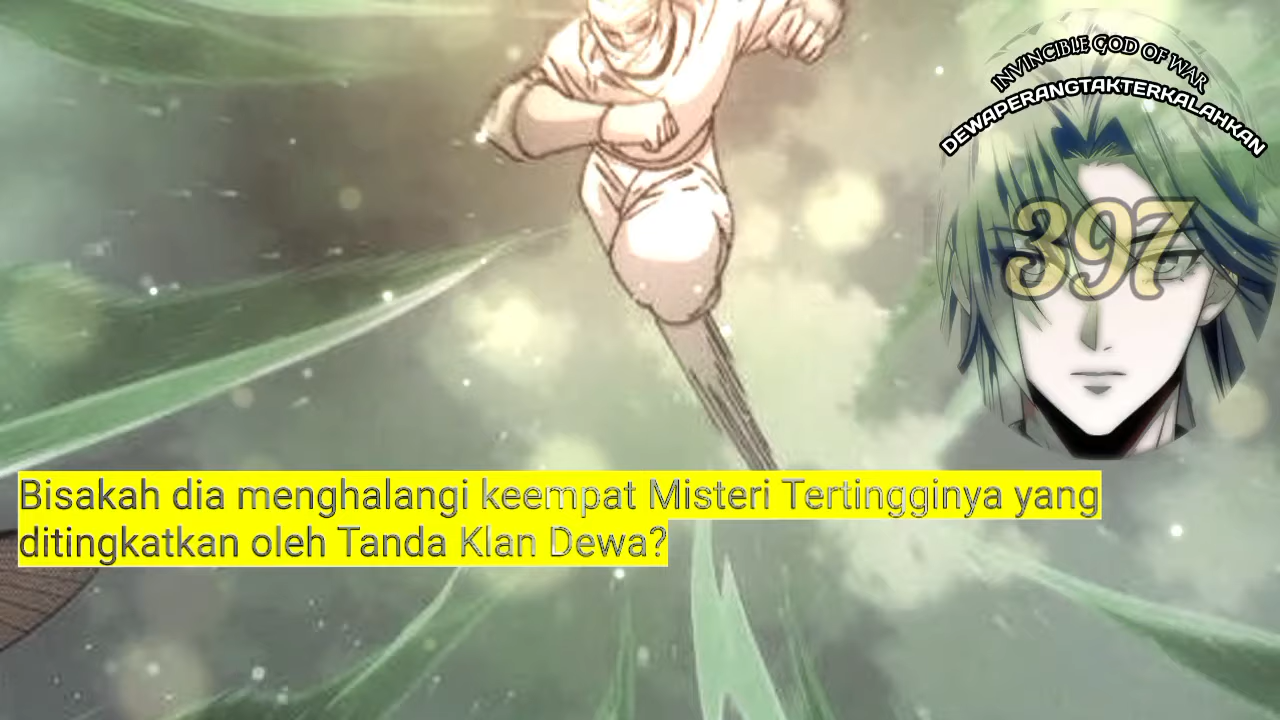 INVINCIBLE GOD OF WAR
DEWAPERANGTAKTERKALAHKAN
397
Bisakah dia menghalangi keempat Misteri Tertingginya yang
ditingkatkan oleh Tanda Klan Dewa?